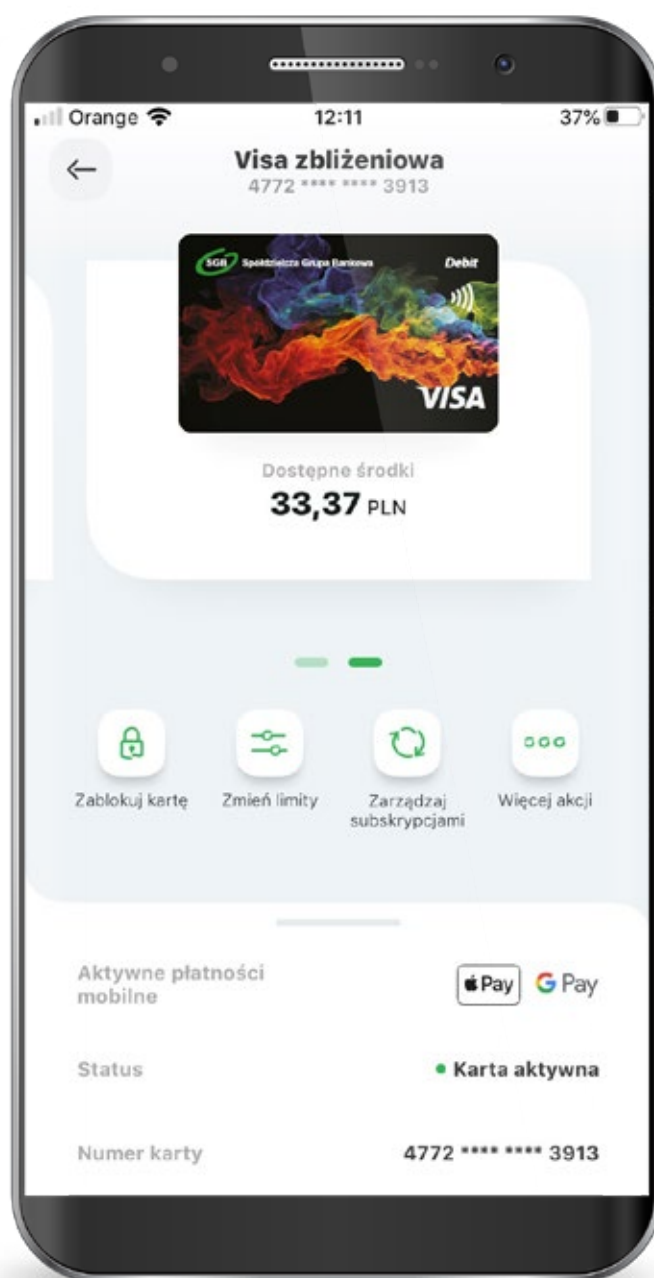 Orange 12:11 37%
Visa zbliżeniowa
4772 **** **** 3913
SGB Spółdzielcza Grupa Bankowa Debit
VISA
Dostępne środki
33,37 PLN
Zablokuj kartę Zmień limity Zarządzaj subskrypcjami Więcej akcji
Aktywne płatności
mobilne
Pay G Pay
Status Karta aktywna
Numer karty 4772 **** **** 3913